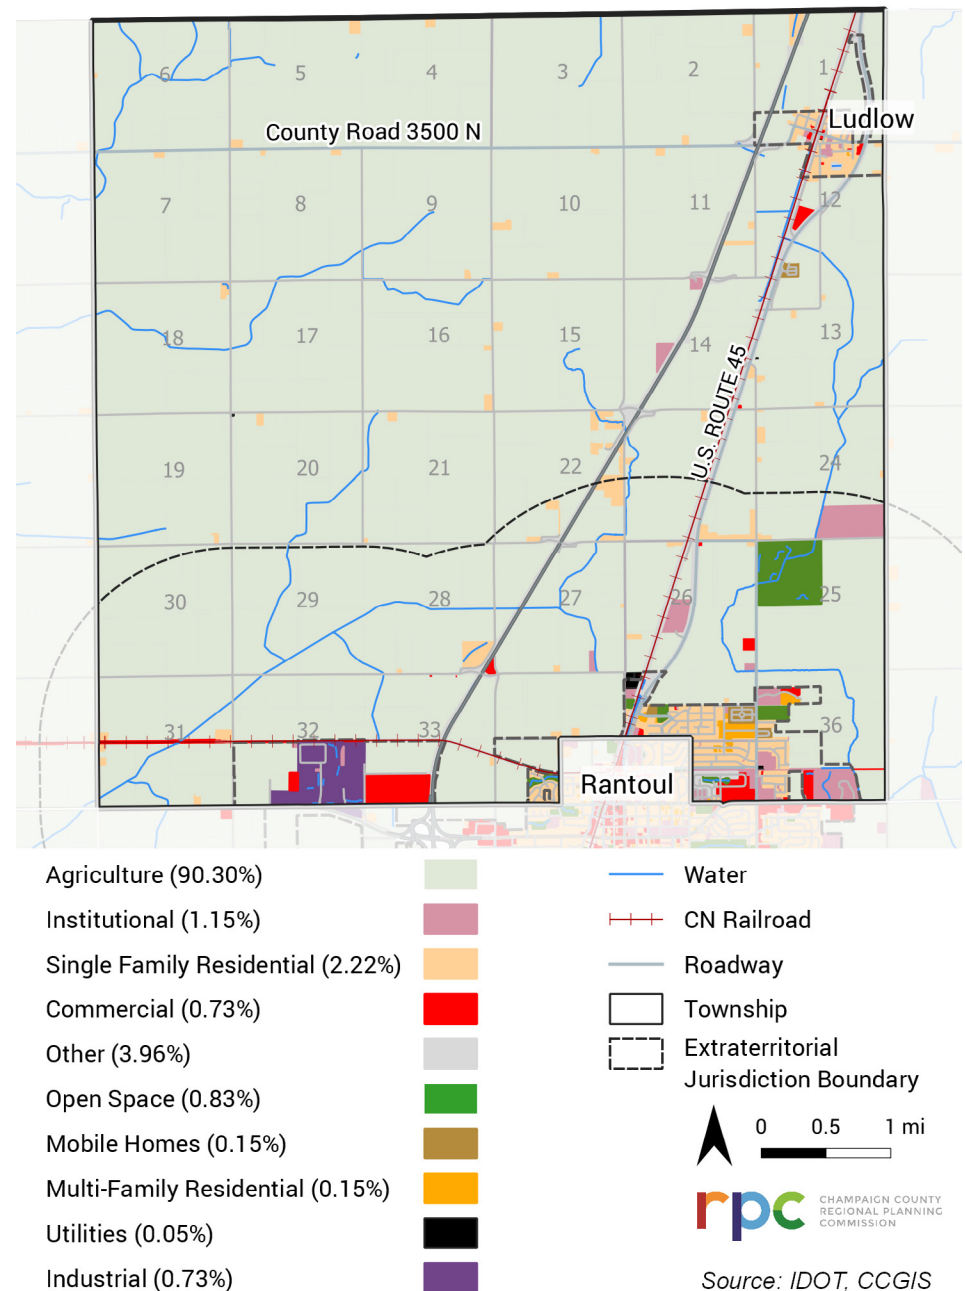 6
5
4
3
2
1
Ludlow
County Road 3500 N
7
8
9
10
11
12
18
17
16
15
14
13
U.S. ROUTE 45
19
20
21
22
24
30
29
28
27
26
25
31
32
33
36
Rantoul
Agriculture (90.30%)
Institutional (1.15%)
Single Family Residential (2.22%)
Commercial (0.73%)
Other (3.96%)
Open Space (0.83%)
Mobile Homes (0.15%)
Multi-Family Residential (0.15%)
Utilities (0.05%)
Industrial (0.73%)
Water
CN Railroad
Roadway
Township
Extraterritorial
Jurisdiction Boundary
0 0.5 1 mi
rpc
CHAMPAIGN COUNTY
REGIONAL PLANNING
COMMISSION
Source: IDOT, CCGIS